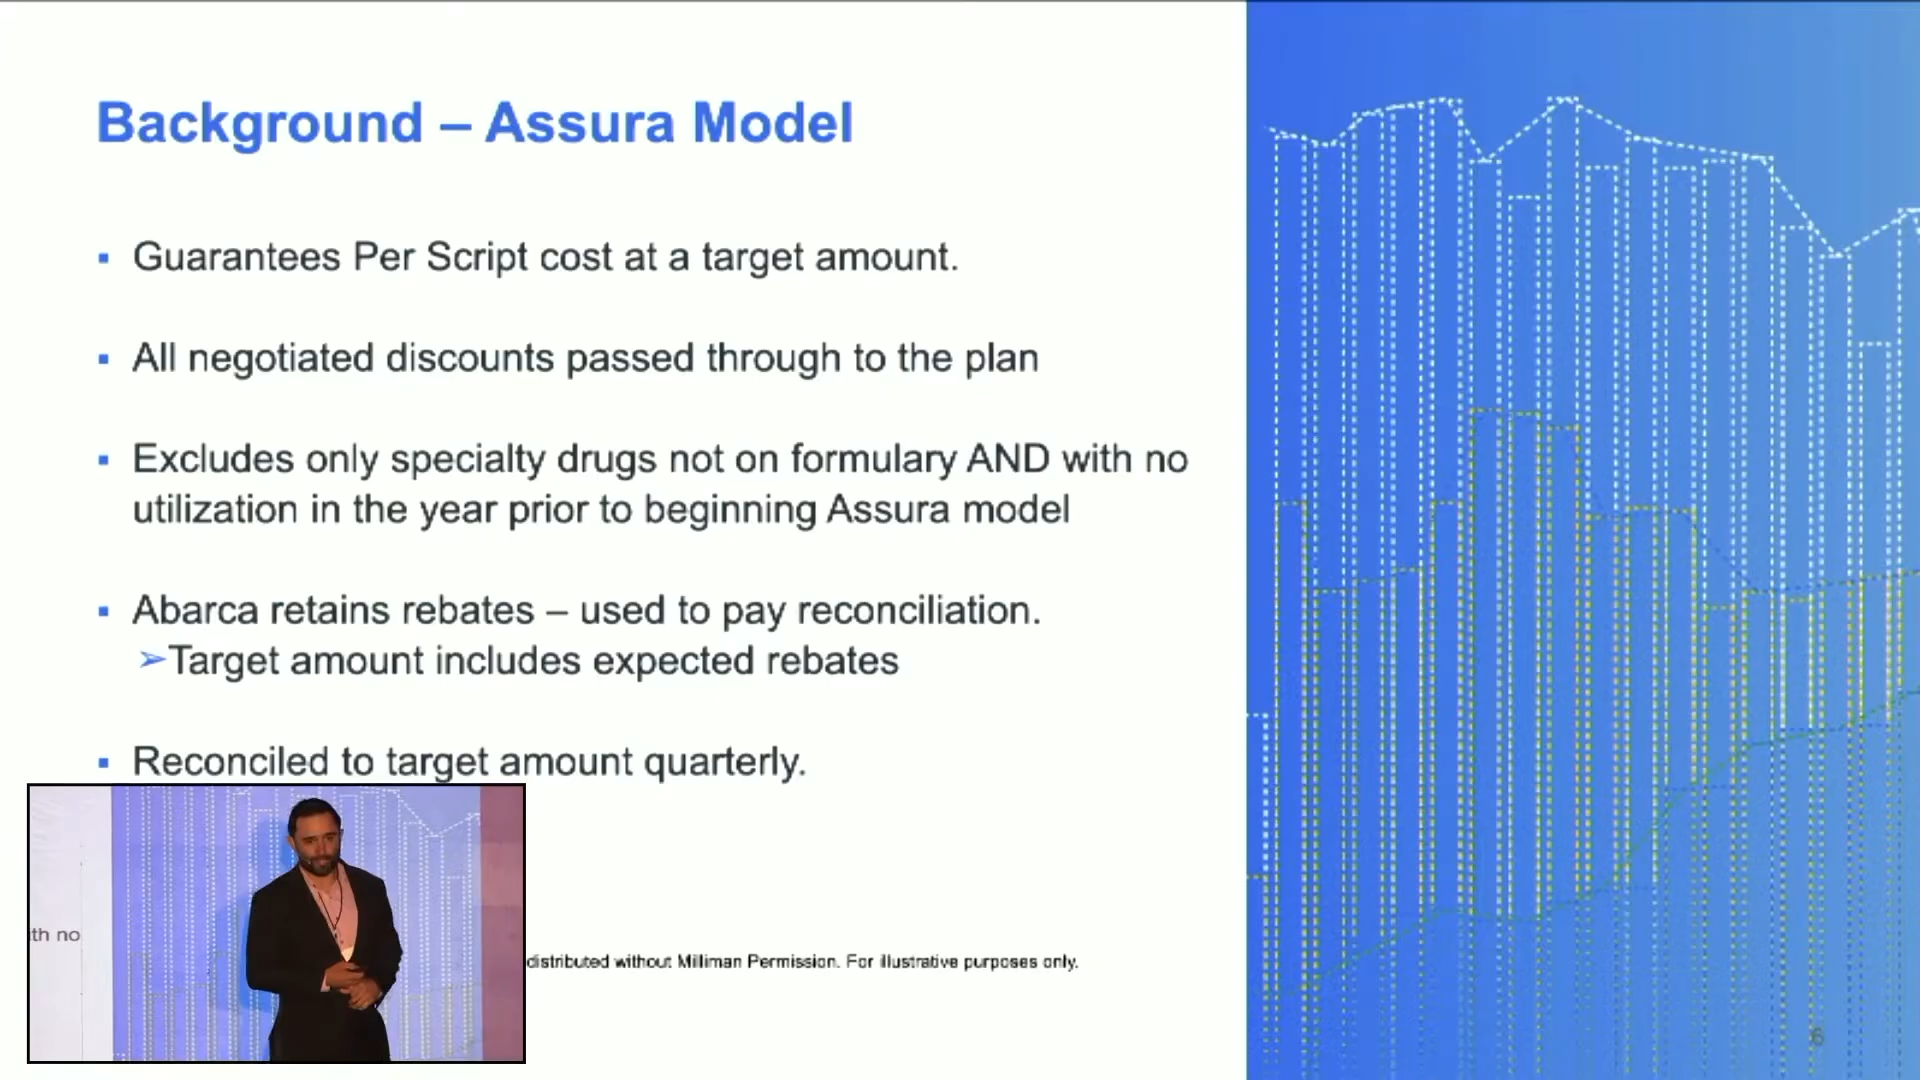 Background – Assura Model
▪ Guarantees Per Script cost at a target amount.
▪ All negotiated discounts passed through to the plan
▪ Excludes only specialty drugs not on formulary AND with no
utilization in the year prior to beginning Assura model
▪ Abarca retains rebates – used to pay reconciliation.
➢Target amount includes expected rebates
▪ Reconciled to target amount quarterly.
th no
distributed without Milliman Permission. For illustrative purposes only.
6